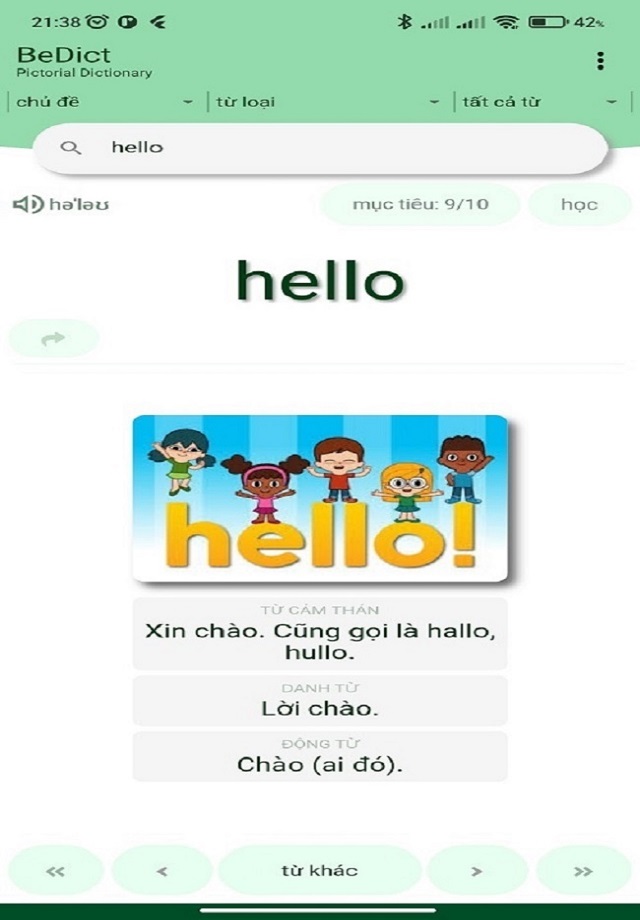 21:38
42%
BeDict
Pictorial Dictionary
chủ đề
từ loại
tất cả từ
hello
həˈləʊ
mục tiêu: 9/10
học
hello
hello!
TỪ CẢM THÁN
Xin chào. Cũng gọi là hallo,
hullo.
DANH TỪ
Lời chào.
ĐỘNG TỪ
Chào (ai đó).
từ khác